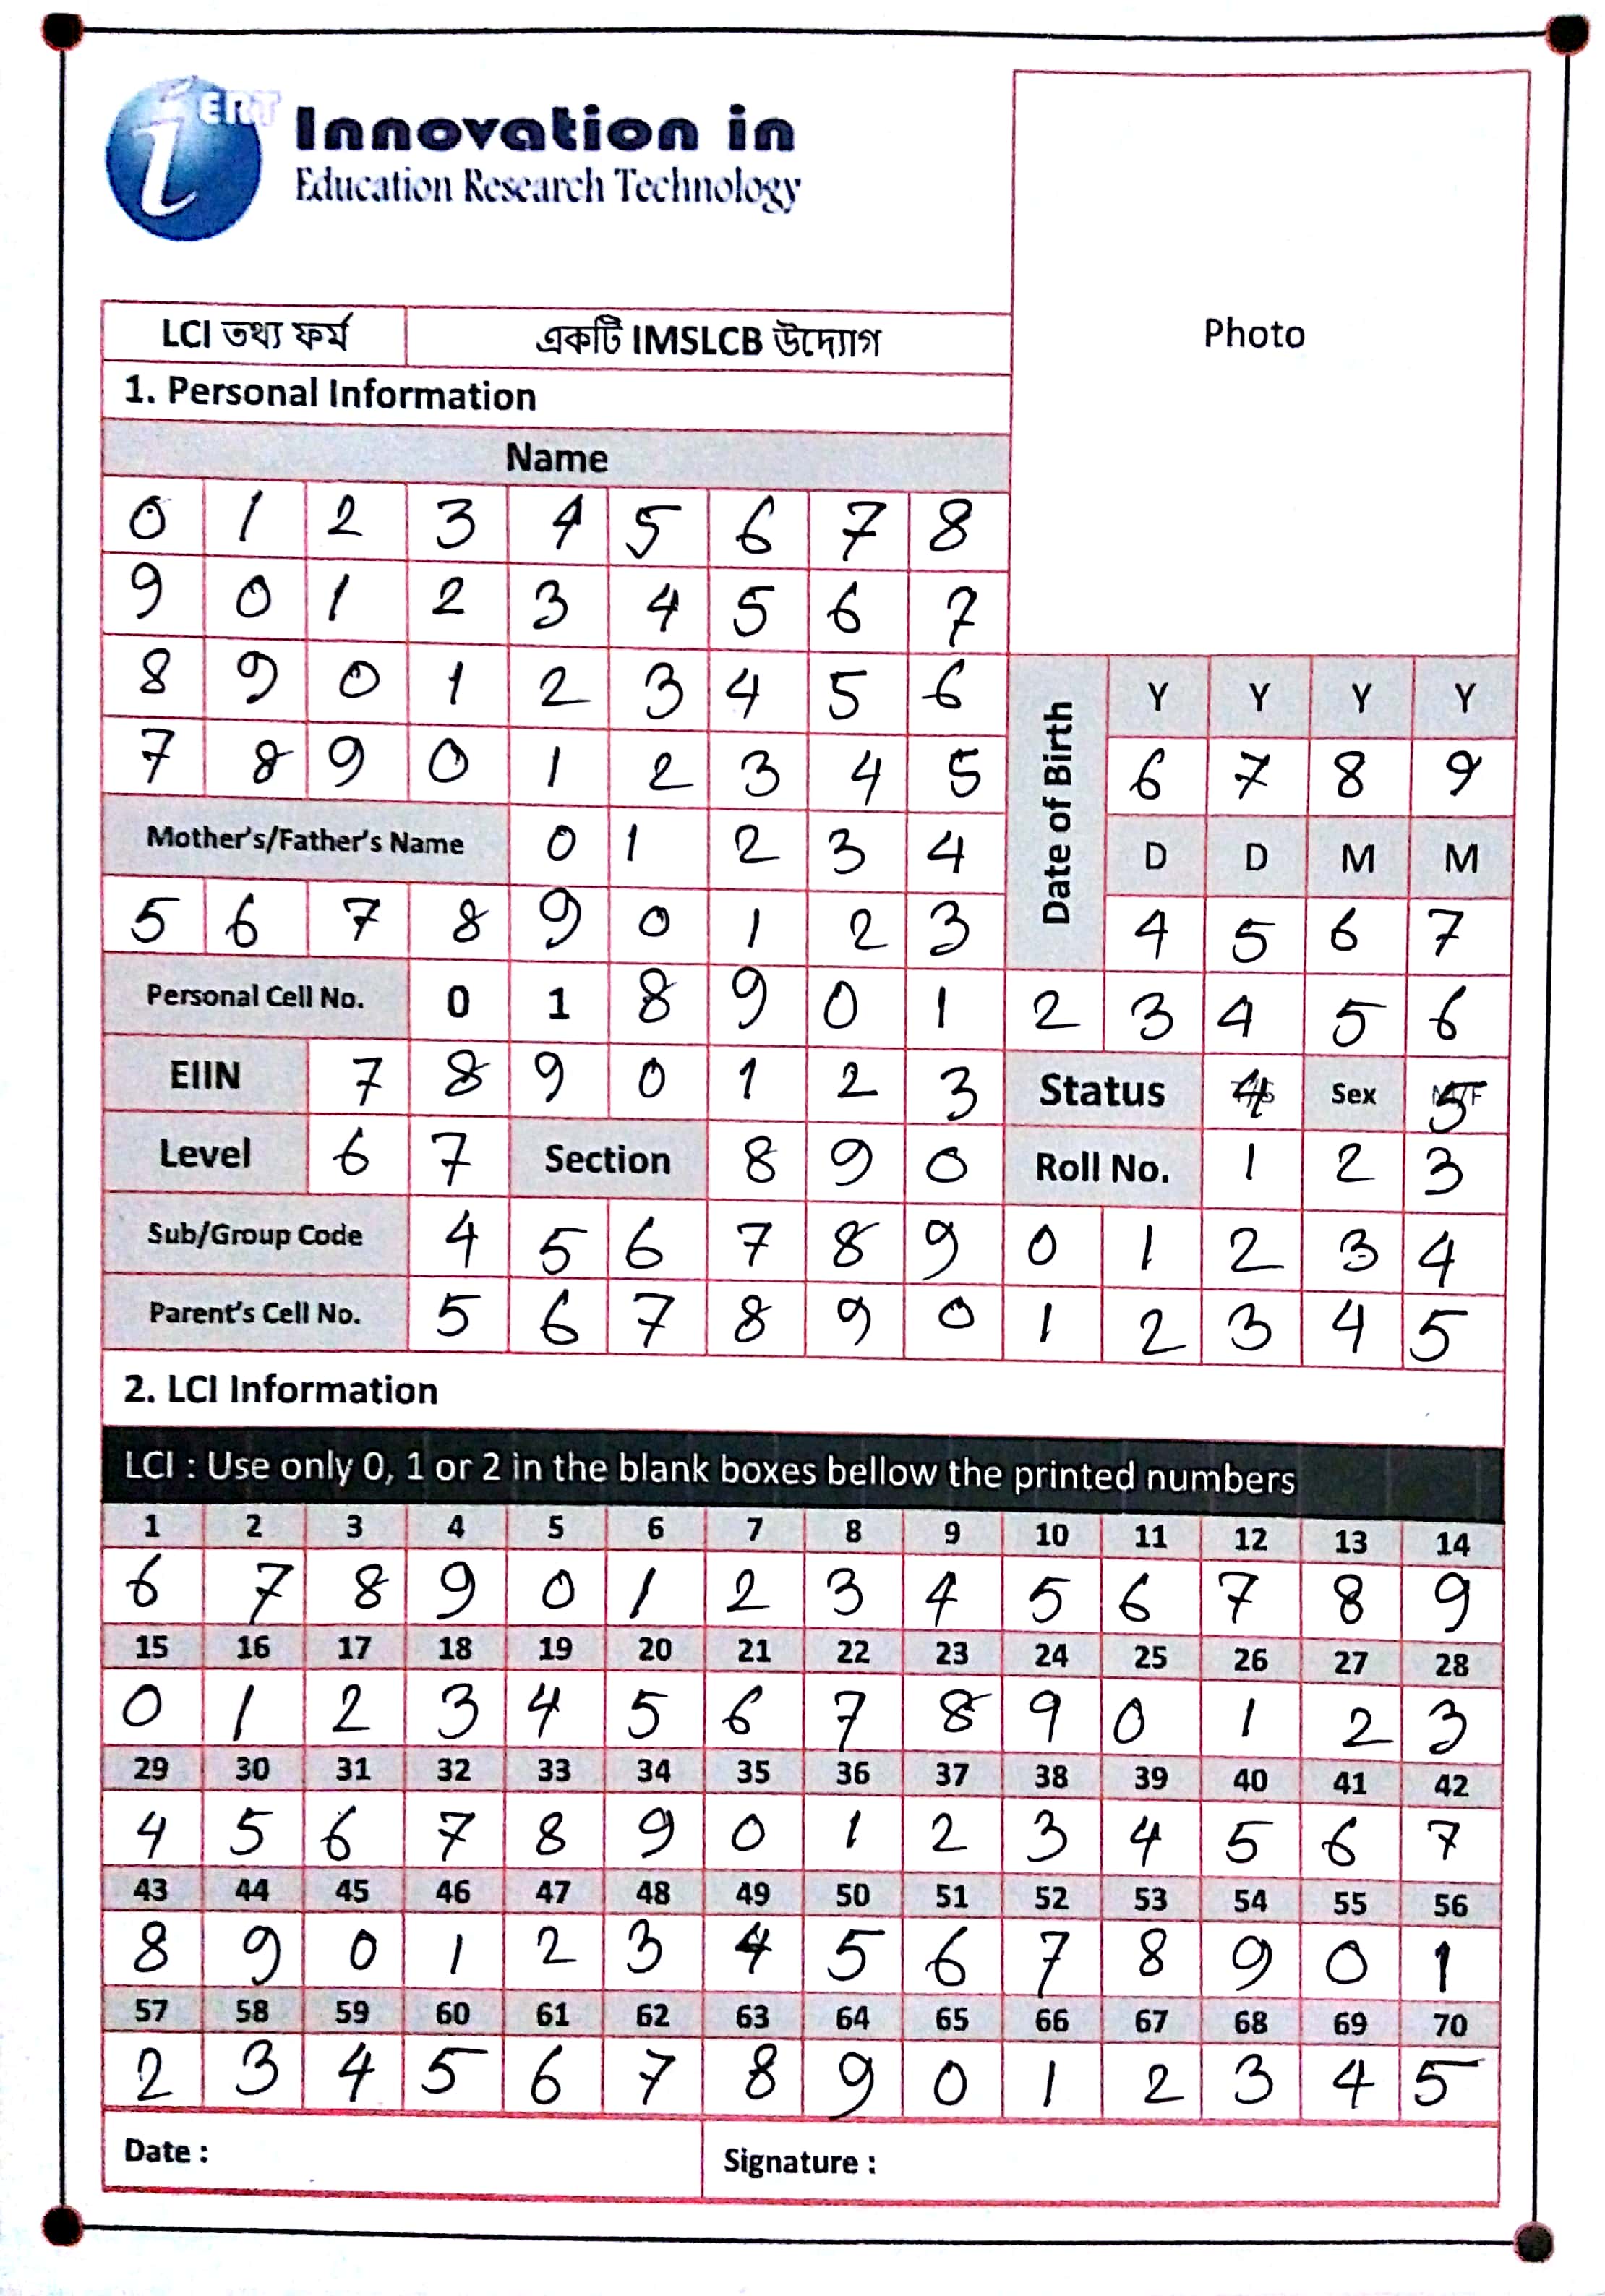 iERT Innovation in
Education Research Technology
Photo
LCI তথ্য ফর্ম একটি IMSLCB উদ্যোগ
1. Personal Information
Name
0 1 2 3 4 5 6 7 8
9 0 1 2 3 4 5 6 7
8 9 0 1 2 3 4 5 6
Date of Birth Y Y Y Y
7 8 9 0 1 2 3 4 5 6 7 8 9
Mother's/Father's Name 0 1 2 3 4 D D M M
5 6 7 8 9 0 1 2 3 4 5 6 7
Personal Cell No. 0 1 8 9 0 1 2 3 4 5 6
EIIN 7 8 9 0 1 2 3 Status 4 Sex 5
Level 6 7 Section 8 9 0 Roll No. 1 2 3
Sub/Group Code 4 5 6 7 8 9 0 1 2 3 4
Parent's Cell No. 5 6 7 8 9 0 1 2 3 4 5
2. LCI Information
LCI : Use only 0, 1 or 2 in the blank boxes bellow the printed numbers
1 2 3 4 5 6 7 8 9 10 11 12 13 14
6 7 8 9 0 1 2 3 4 5 6 7 8 9
15 16 17 18 19 20 21 22 23 24 25 26 27 28
0 1 2 3 4 5 6 7 8 9 0 1 2 3
29 30 31 32 33 34 35 36 37 38 39 40 41 42
4 5 6 7 8 9 0 1 2 3 4 5 6 7
43 44 45 46 47 48 49 50 51 52 53 54 55 56
8 9 0 1 2 3 4 5 6 7 8 9 0 1
57 58 59 60 61 62 63 64 65 66 67 68 69 70
2 3 4 5 6 7 8 9 0 1 2 3 4 5
Date : Signature :